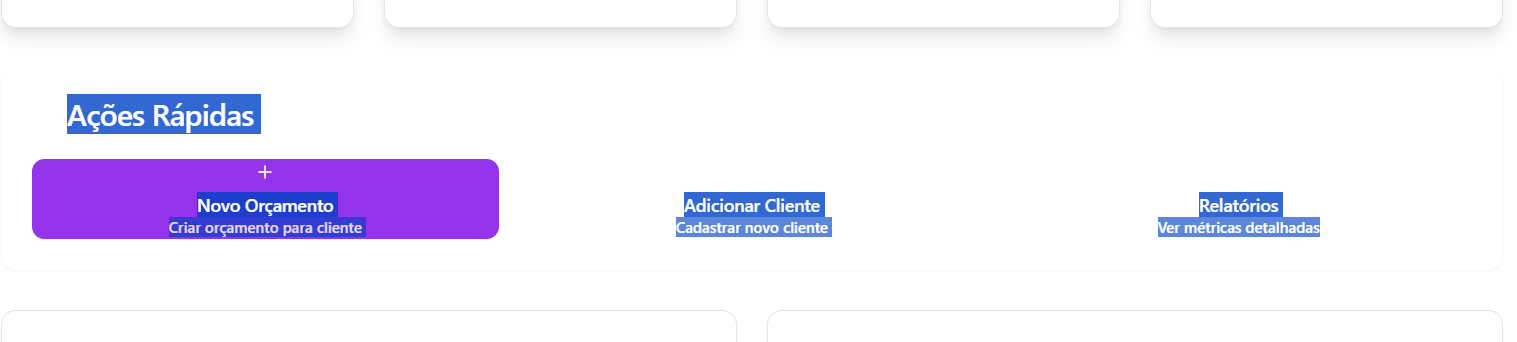 Ações Rápidas
Novo Orçamento
Criar orçamento para cliente
Adicionar Cliente
Cadastrar novo cliente
Relatórios
Ver métricas detalhadas